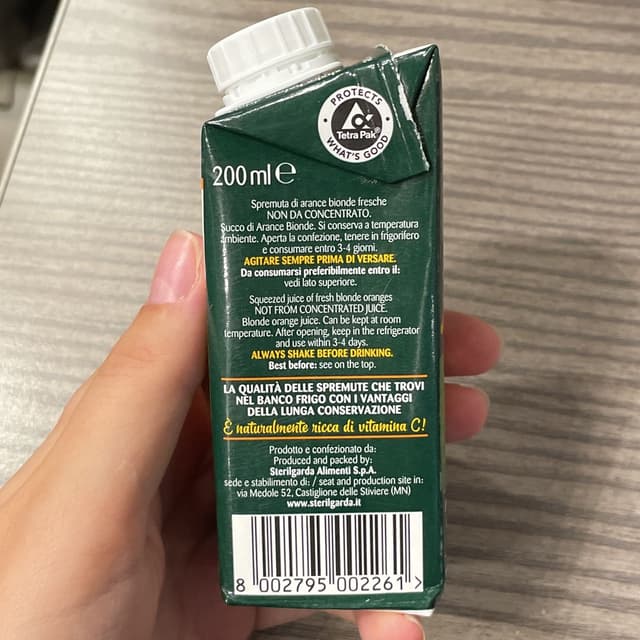 PROTECTS
Tetra Pak®
WHAT'S GOOD
200 ml ℮
Spremuta di arance bionde fresche
NON DA CONCENTRATO.
Succo di Arance Bionde. Si conserva a temperatura
ambiente. Aperta la confezione, tenere in frigorifero
e consumare entro 3-4 giorni.
AGITARE SEMPRE PRIMA DI VERSARE.
Da consumarsi preferibilmente entro il:
vedi lato superiore.
Squeezed juice of fresh blonde oranges
NOT FROM CONCENTRATED JUICE.
Blonde orange juice. Can be kept at room
temperature. After opening, keep in the refrigerator
and use within 3-4 days.
ALWAYS SHAKE BEFORE DRINKING.
Best before: see on the top.
LA QUALITÀ DELLE SPREMUTE CHE TROVI
NEL BANCO FRIGO CON I VANTAGGI
DELLA LUNGA CONSERVAZIONE
È naturalmente ricca di vitamina C!
Prodotto e confezionato da:
Produced and packed by:
Sterilgarda Alimenti S.p.A.
sede e stabilimento di: / seat and production site in:
via Medole 52, Castiglione delle Stiviere (MN)
www.sterilgarda.it
8 002795 002261 >